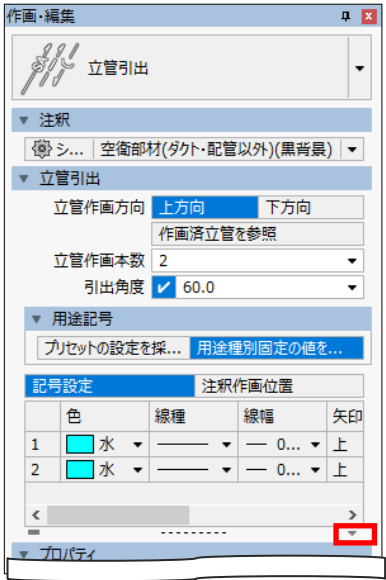 作画・編集
立管引出
注釈
シ... 空衛部材(ダクト・配管以外)(黒背景)
立管引出
立管作画方向 上方向 下方向
作画済立管を参照
立管作画本数 2
引出角度 60.0
用途記号
プリセットの設定を採... 用途種別固定の値を...
記号設定 注釈作画位置
色 線種 線幅 矢印
1 水 0... 上
2 水 0... 上
プロパティ